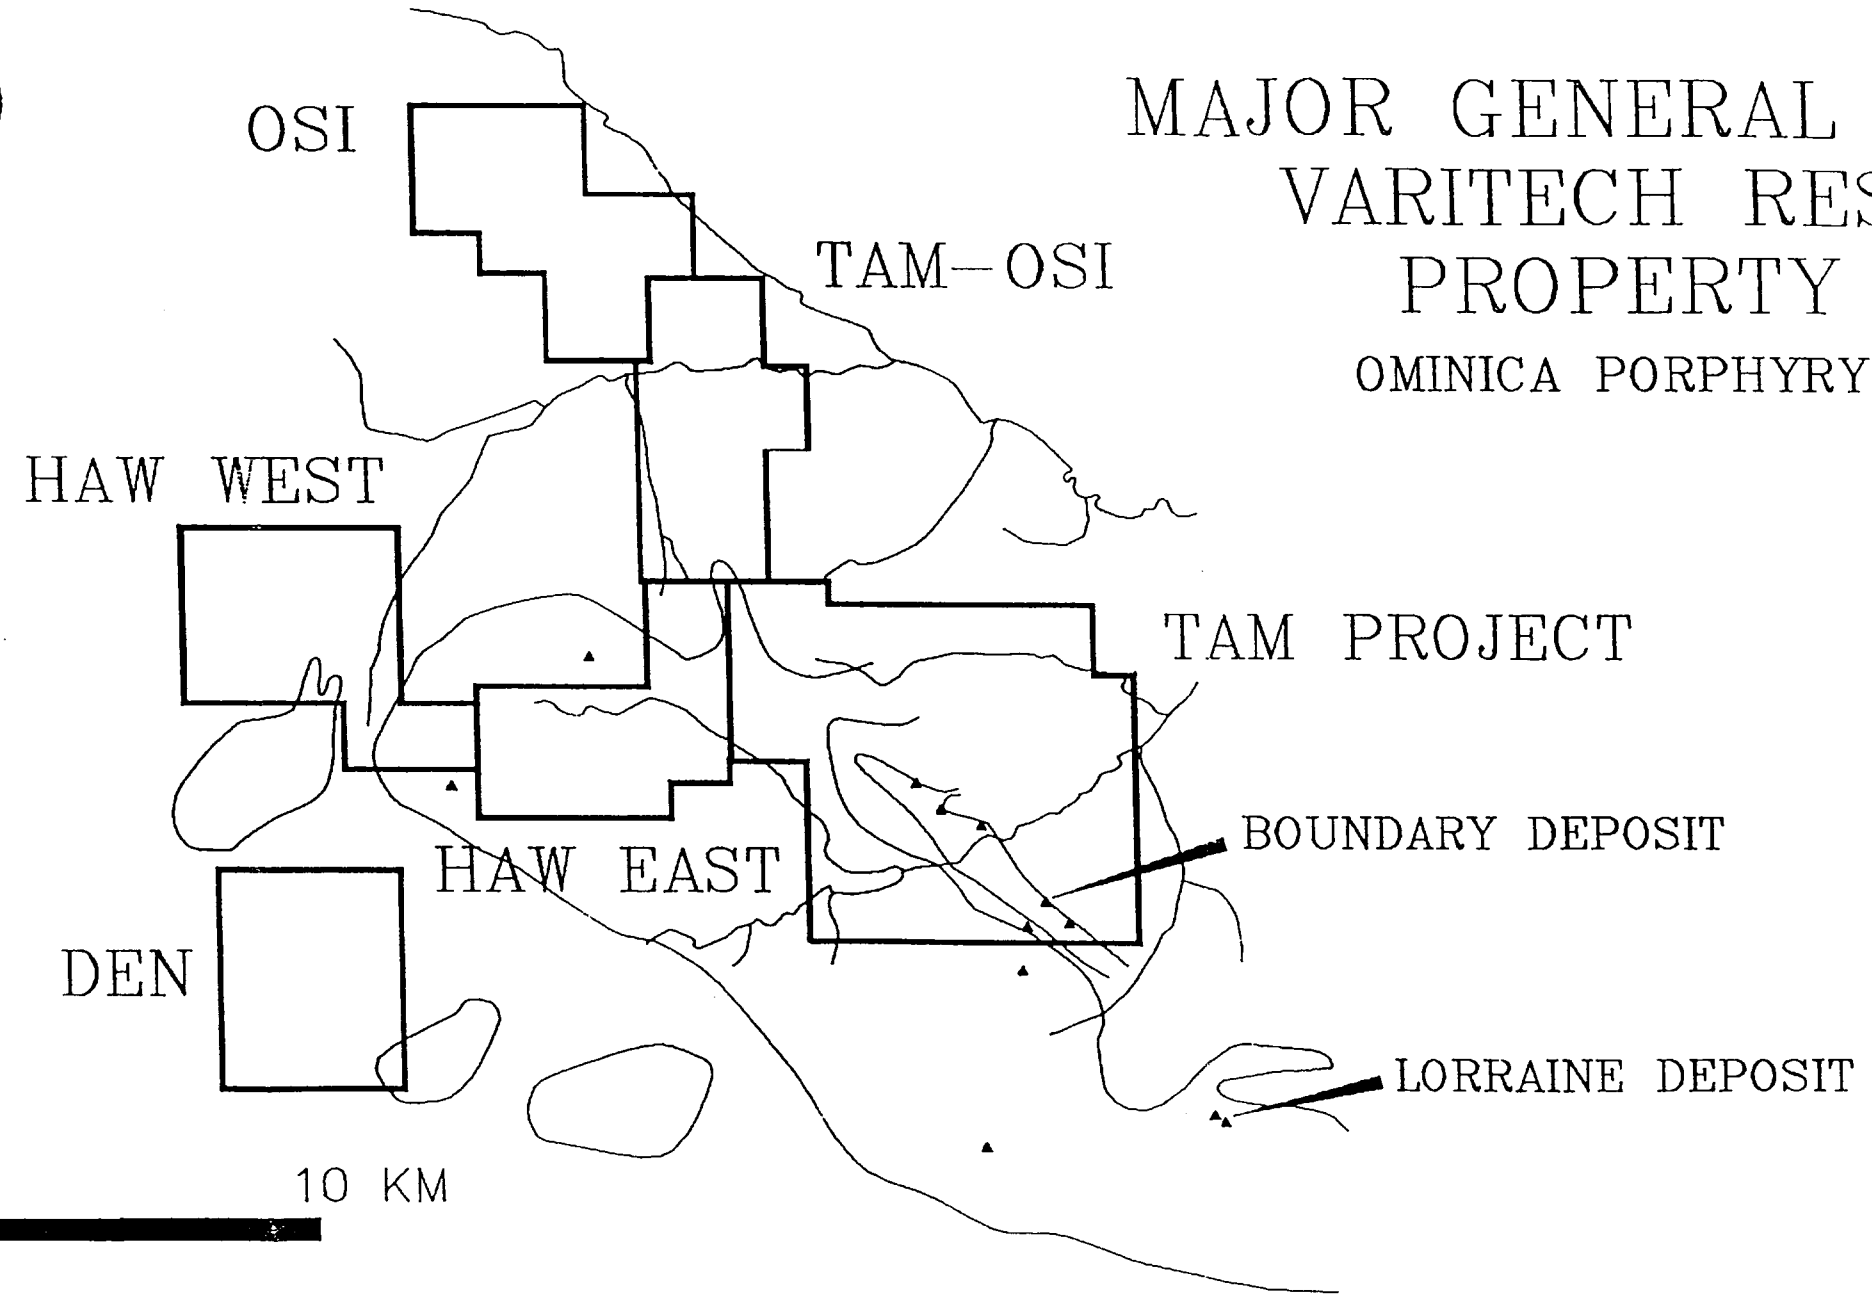 MAJOR GENERAL
VARITECH RES
PROPERTY
OMINICA PORPHYRY
OSI
TAM-OSI
HAW WEST
TAM PROJECT
BOUNDARY DEPOSIT
HAW EAST
DEN
LORRAINE DEPOSIT
10 KM